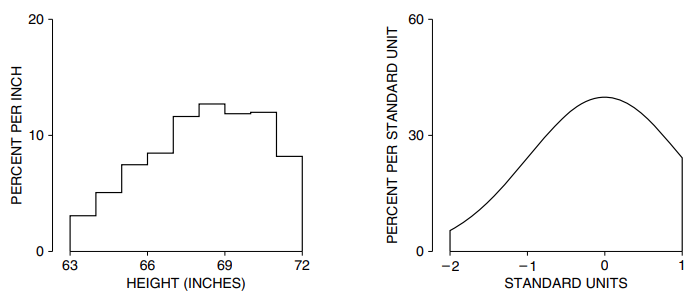 20
10
0
PERCENT PER INCH
63 66 69 72
HEIGHT (INCHES)
60
30
0
PERCENT PER STANDARD UNIT
−2 −1 0 1
STANDARD UNITS